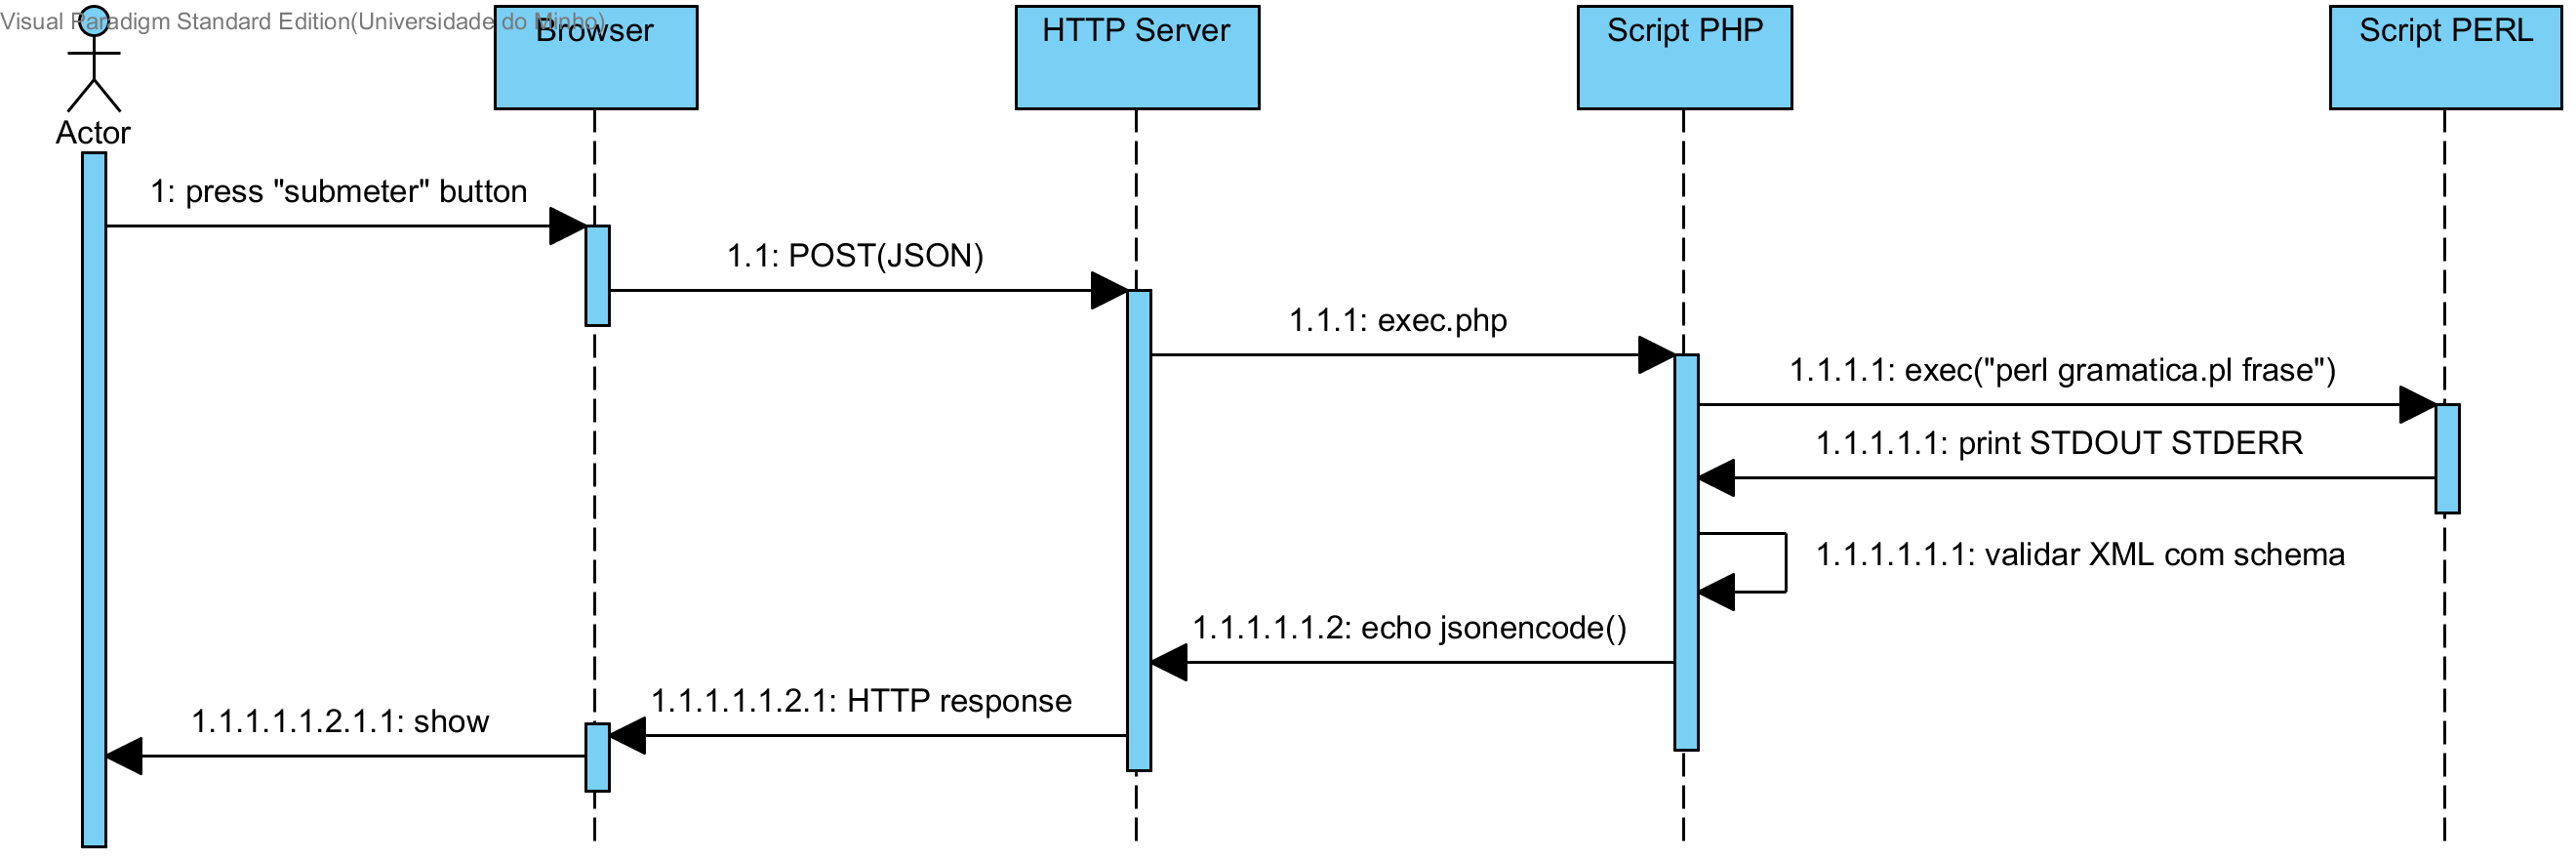 Visual Paradigm Standard Edition(Universidade do Minho)
Browser
HTTP Server
Script PHP
Script PERL
Actor
1: press "submeter" button
1.1: POST(JSON)
1.1.1: exec.php
1.1.1.1: exec("perl gramatica.pl frase")
1.1.1.1.1: print STDOUT STDERR
1.1.1.1.1.1: validar XML com schema
1.1.1.1.1.2: echo jsonencode()
1.1.1.1.1.2.1: HTTP response
1.1.1.1.1.2.1.1: show